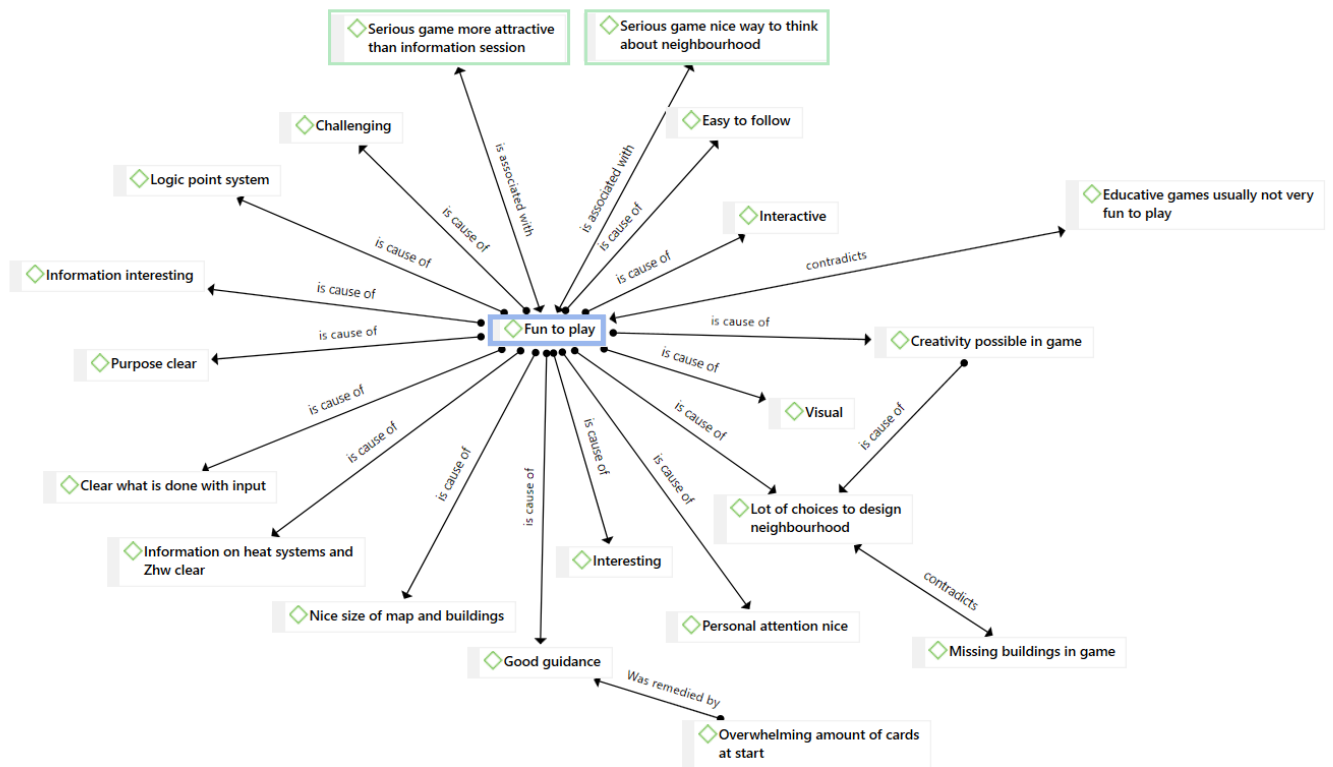 Serious game more attractive
than information session
Serious game nice way to think
about neighbourhood
Challenging
Easy to follow
Logic point system
Interactive
Educative games usually not very
fun to play
is associated with
is associated with
is cause of
is cause of
is cause of
is cause of
contradicts
Information interesting
is cause of
Fun to play
is cause of
is cause of
Creativity possible in game
Purpose clear
is cause of
is cause of
Visual
is cause of
is cause of
is cause of
is cause of
is cause of
is cause of
is cause of
Clear what is done with input
Lot of choices to design
neighbourhood
Information on heat systems and
Zhw clear
Interesting
contradicts
Nice size of map and buildings
Personal attention nice
Missing buildings in game
Good guidance
Was remedied by
Overwhelming amount of cards
at start